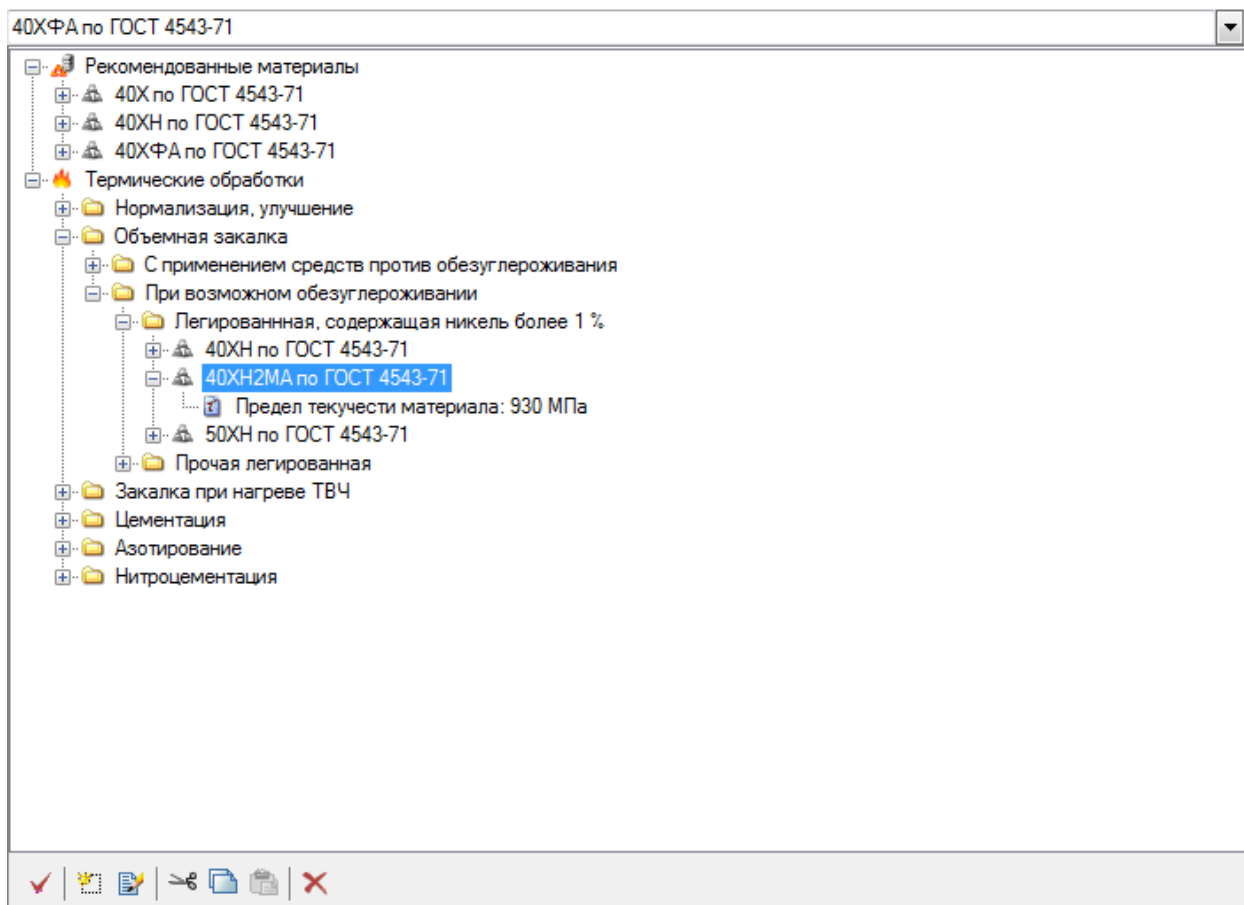 40ХФА по ГОСТ 4543-71
Рекомендованные материалы
40Х по ГОСТ 4543-71
40ХН по ГОСТ 4543-71
40ХФА по ГОСТ 4543-71
Термические обработки
Нормализация, улучшение
Объемная закалка
С применением средств против обезуглероживания
При возможном обезуглероживании
Легированнная, содержащая никель более 1 %
40ХН по ГОСТ 4543-71
40ХН2МА по ГОСТ 4543-71
Предел текучести материала: 930 МПа
50ХН по ГОСТ 4543-71
Прочая легированная
Закалка при нагреве ТВЧ
Цементация
Азотирование
Нитроцементация